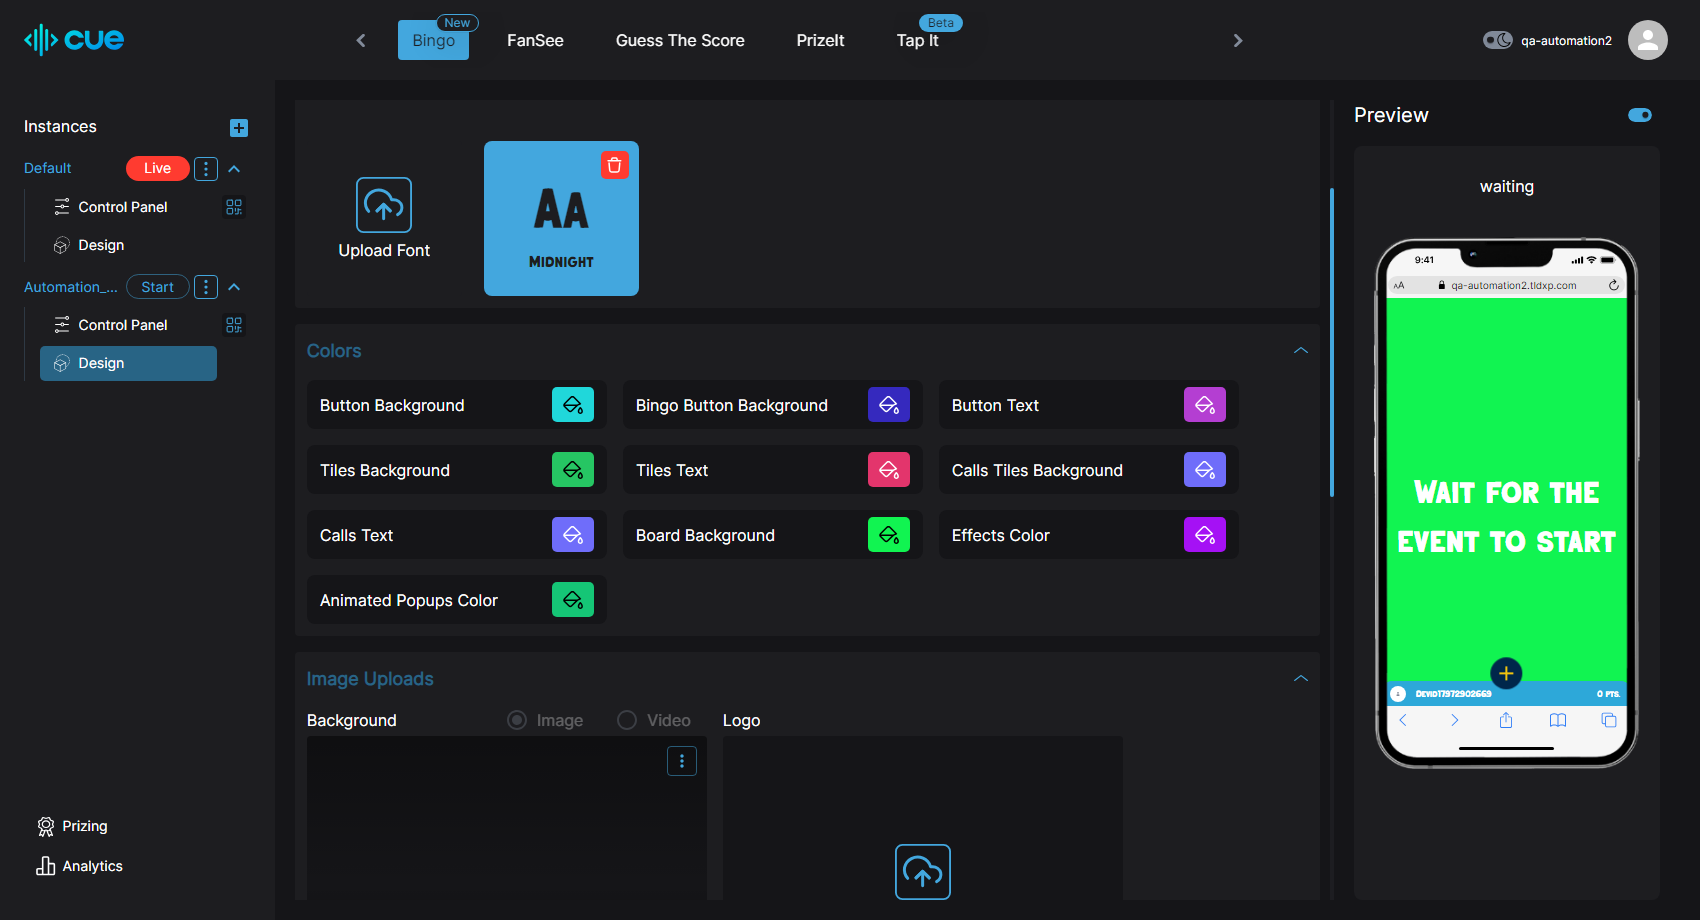 cue
Bingo
New
FanSee
Guess The Score
PrizeIt
Tap It
Beta
qa-automation2
Instances
Default
Live
Control Panel
Design
Automation_...
Start
Control Panel
Design
Prizing
Analytics
Upload Font
AA
MIDNIGHT
Colors
Button Background
Bingo Button Background
Button Text
Tiles Background
Tiles Text
Calls Tiles Background
Calls Text
Board Background
Effects Color
Animated Popups Color
Image Uploads
Background
Image
Video
Logo
Preview
waiting
9:41
AA
qa-automation2.tldxp.com
WAIT FOR THE
EVENT TO START
DEVID17972902669
0 PTS.